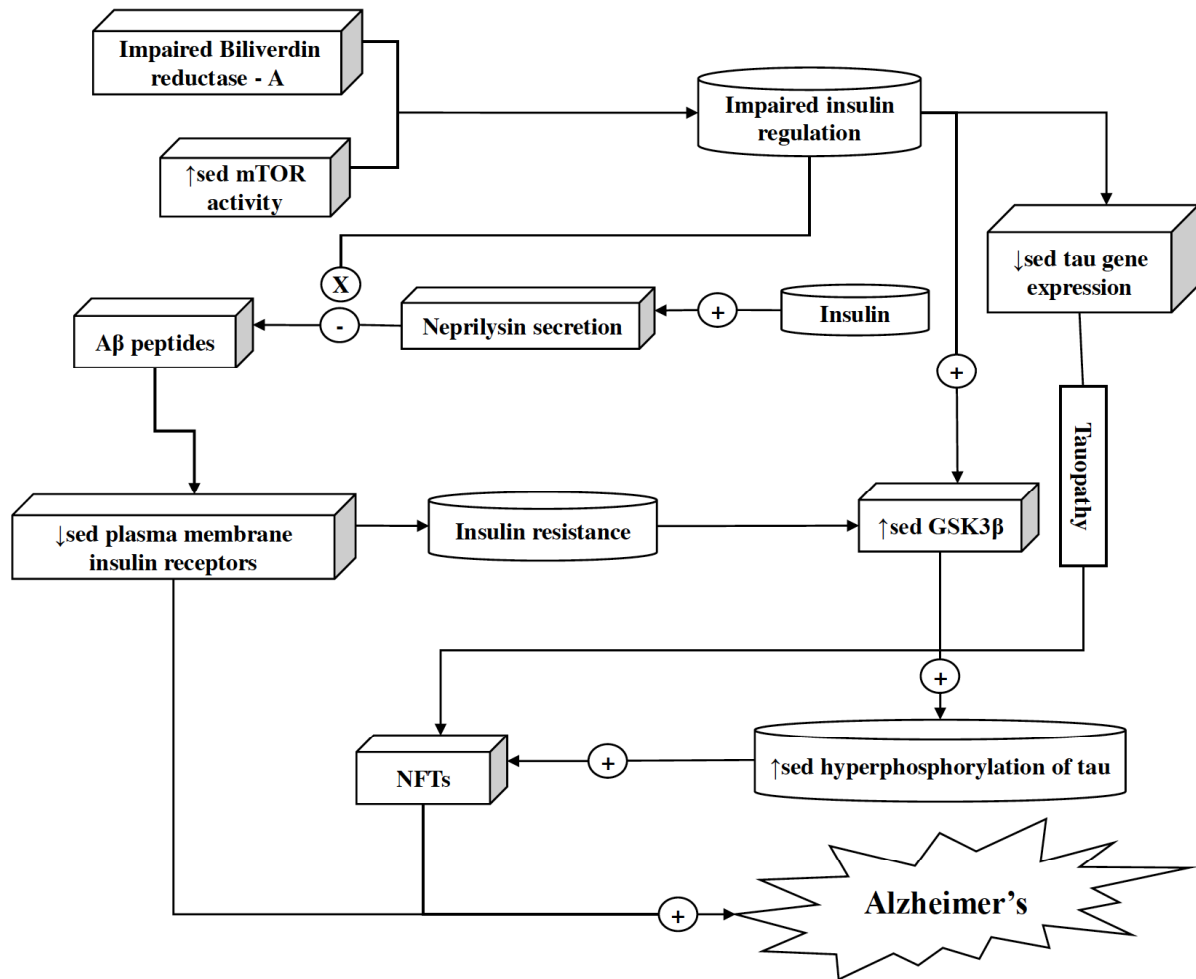 Impaired Biliverdin
reductase - A
Impaired insulin
regulation
↑sed mTOR
activity
↓sed tau gene
expression
X
Aβ peptides
-
Neprilysin secretion
+
Insulin
+
Tauopathy
↓sed plasma membrane
insulin receptors
Insulin resistance
↑sed GSK3β
+
NFTs
+
↑sed hyperphosphorylation of tau
+
Alzheimer's